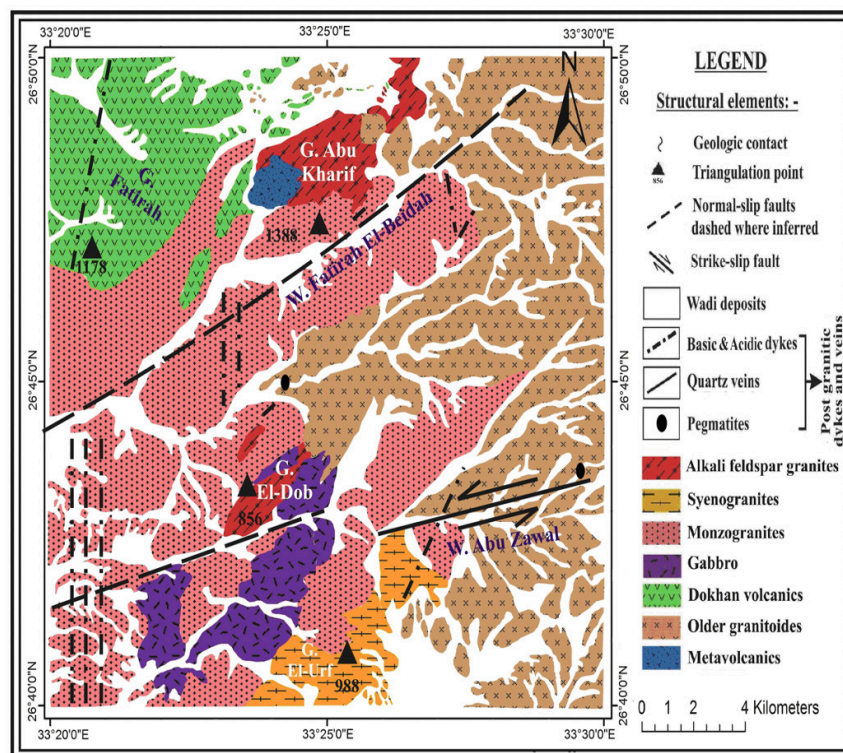 33°20'0"E
33°25'0"E
33°30'0"E
26°50'0"N
26°50'0"N
N
G. Abu
Kharif
G.
Fatirah
1388
1178
W. Fatirah El-Beidah
26°45'0"N
26°45'0"N
G.
El-Dob
856
W. Abu Zawal
G.
El-Urf
988
26°40'0"N
26°40'0"N
33°20'0"E
33°25'0"E
33°30'0"E
LEGEND
Structural elements: -
Geologic contact
Triangulation point
856
Normal-slip faults
dashed where inferred
Strike-slip fault
Wadi deposits
Basic & Acidic dykes
Quartz veins
Pegmatites
Post granitic
dykes and veins
Alkali feldspar granites
Syenogranites
Monzogranites
Gabbro
Dokhan volcanics
Older granitoides
Metavolcanics
0 1 2 4 Kilometers